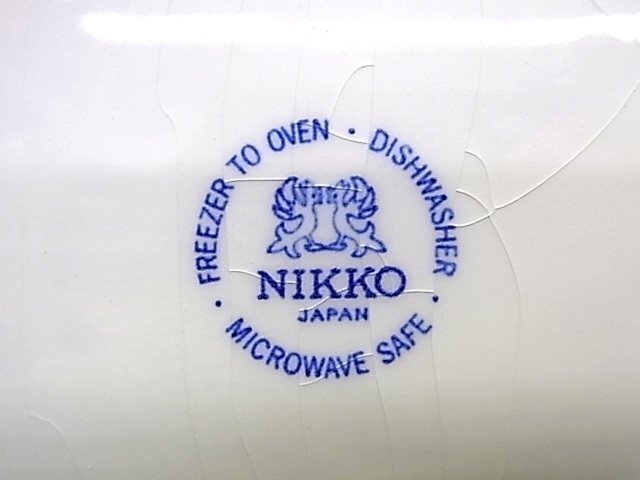 FREEZER TO OVEN • DISHWASHER •
MICROWAVE SAFE •
NIKKO
JAPAN